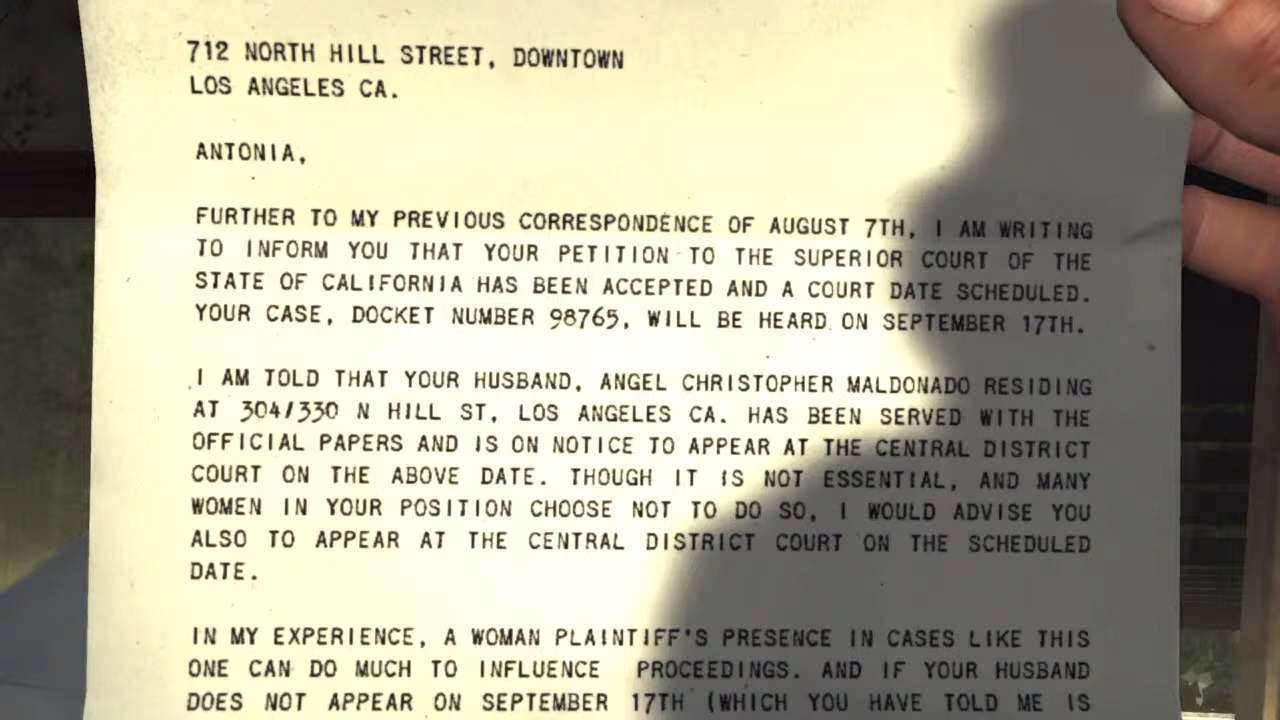 712 NORTH HILL STREET, DOWNTOWN
LOS ANGELES CA.
ANTONIA,
FURTHER TO MY PREVIOUS CORRESPONDENCE OF AUGUST 7TH, I AM WRITING
TO INFORM YOU THAT YOUR PETITION TO THE SUPERIOR COURT OF THE
STATE OF CALIFORNIA HAS BEEN ACCEPTED AND A COURT DATE SCHEDULED.
YOUR CASE, DOCKET NUMBER 98765, WILL BE HEARD ON SEPTEMBER 17TH.
I AM TOLD THAT YOUR HUSBAND, ANGEL CHRISTOPHER MALDONADO RESIDING
AT 304/330 N HILL ST, LOS ANGELES CA. HAS BEEN SERVED WITH THE
OFFICIAL PAPERS AND IS ON NOTICE TO APPEAR AT THE CENTRAL DISTRICT
COURT ON THE ABOVE DATE. THOUGH IT IS NOT ESSENTIAL, AND MANY
WOMEN IN YOUR POSITION CHOOSE NOT TO DO SO, I WOULD ADVISE YOU
ALSO TO APPEAR AT THE CENTRAL DISTRICT COURT ON THE SCHEDULED
DATE.
IN MY EXPERIENCE, A WOMAN PLAINTIFF'S PRESENCE IN CASES LIKE THIS
ONE CAN DO MUCH TO INFLUENCE PROCEEDINGS. AND IF YOUR HUSBAND
DOES NOT APPEAR ON SEPTEMBER 17TH (WHICH YOU HAVE TOLD ME IS